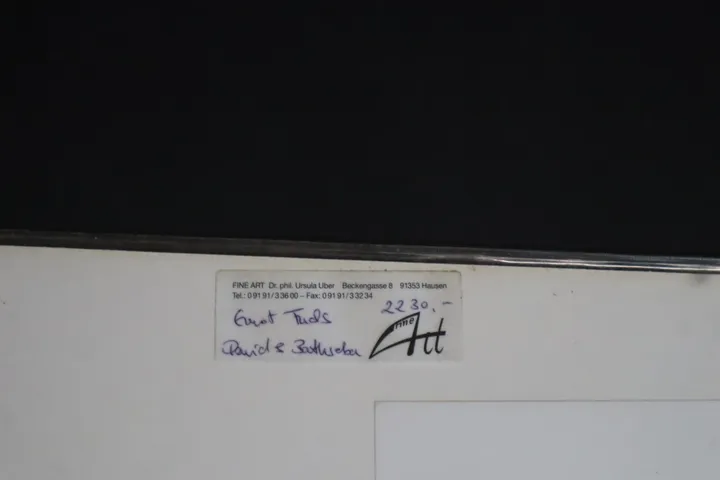 FINE ART Dr. phil. Ursula Uber Beckengasse 8 91353 Hausen
Tel.: 0 91 91 / 3 36 00 – Fax: 0 91 91 / 3 32 34
2230,-
Ernst Fuchs
David & Bathseba
fine Art